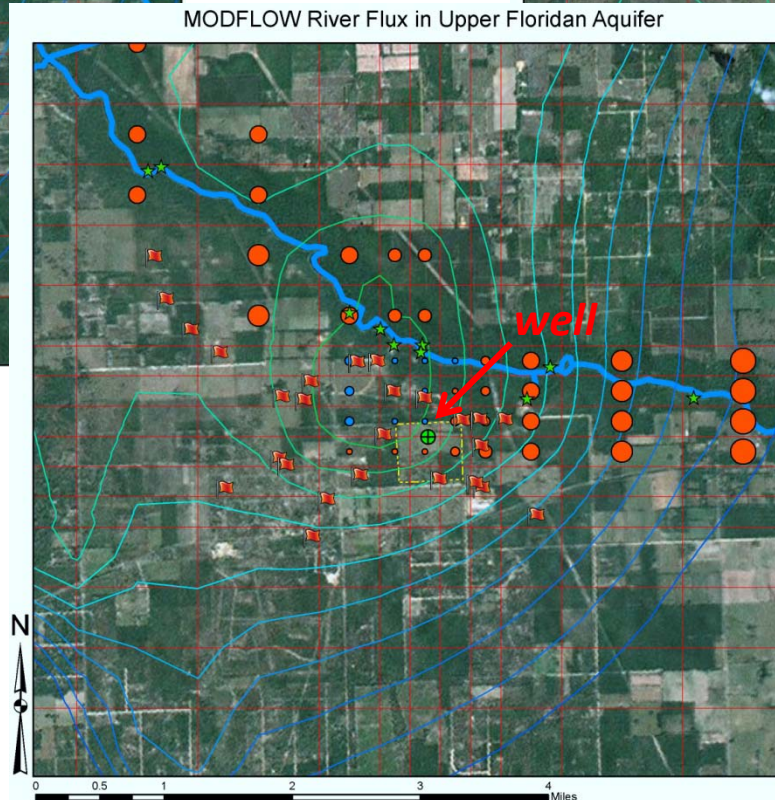 MODFLOW River Flux in Upper Floridan Aquifer
well
N
0 0.5 1 2 3 4
Miles